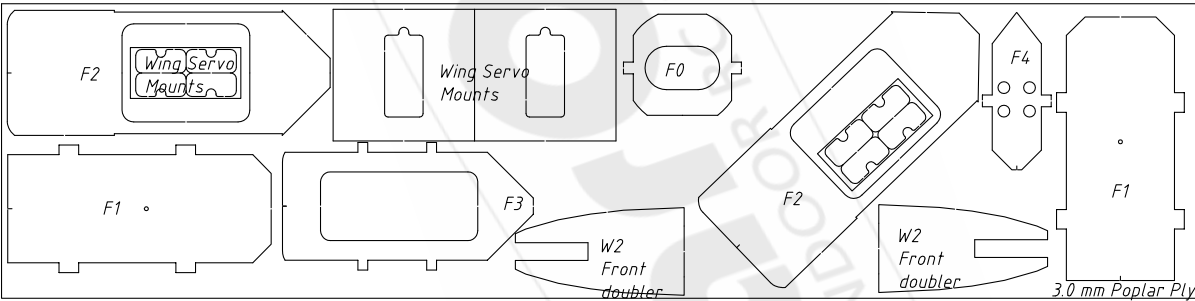 F2
Wing Servo
Mounts
Wing Servo
Mounts
F0
F4
F1
F3
F2
F1
W2
Front
doubler
W2
Front
doubler
3.0 mm Poplar Ply